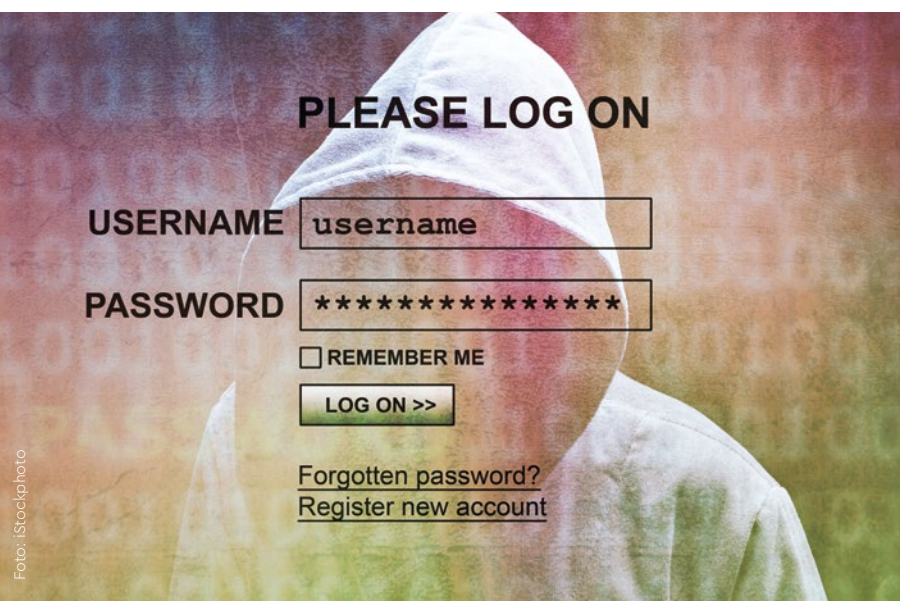 PLEASE LOG ON
USERNAME username
PASSWORD ***************
REMEMBER ME
LOG ON >>
Forgotten password?
Register new account
Foto: iStockphoto